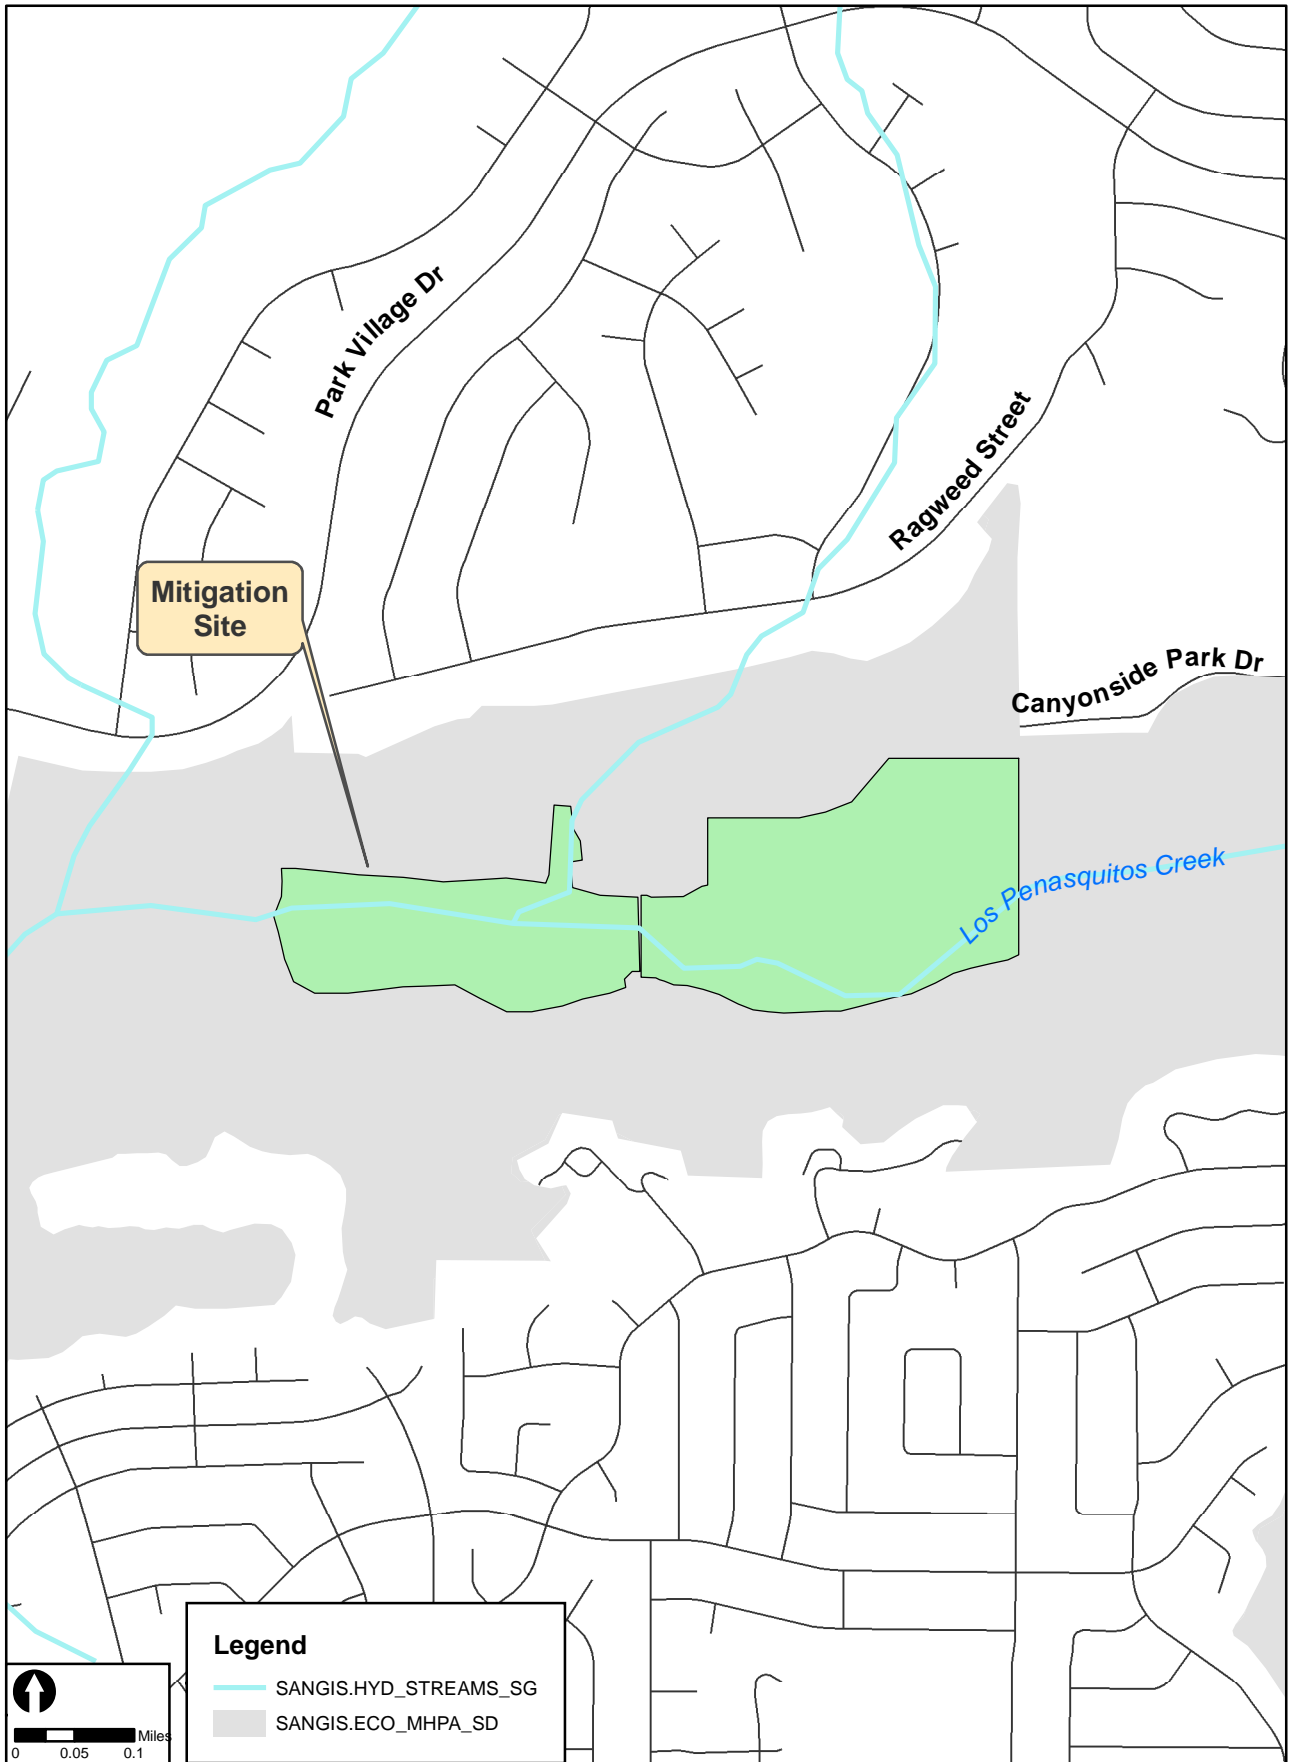 Park Village Dr
Ragweed Street
Mitigation
Site
Canyonside Park Dr
Los Penasquitos Creek
Legend
SANGIS.HYD_STREAMS_SG
SANGIS.ECO_MHPA_SD
Miles
0 0.05 0.1